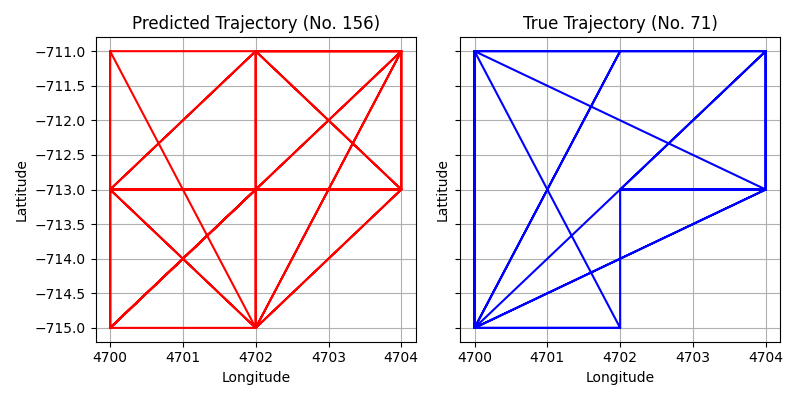 Predicted Trajectory (No. 156)
True Trajectory (No. 71)
Lattitude
−711.0
−711.5
−712.0
−712.5
−713.0
−713.5
−714.0
−714.5
−715.0
4700 4701 4702 4703 4704
Longitude
Lattitude
4700 4701 4702 4703 4704
Longitude